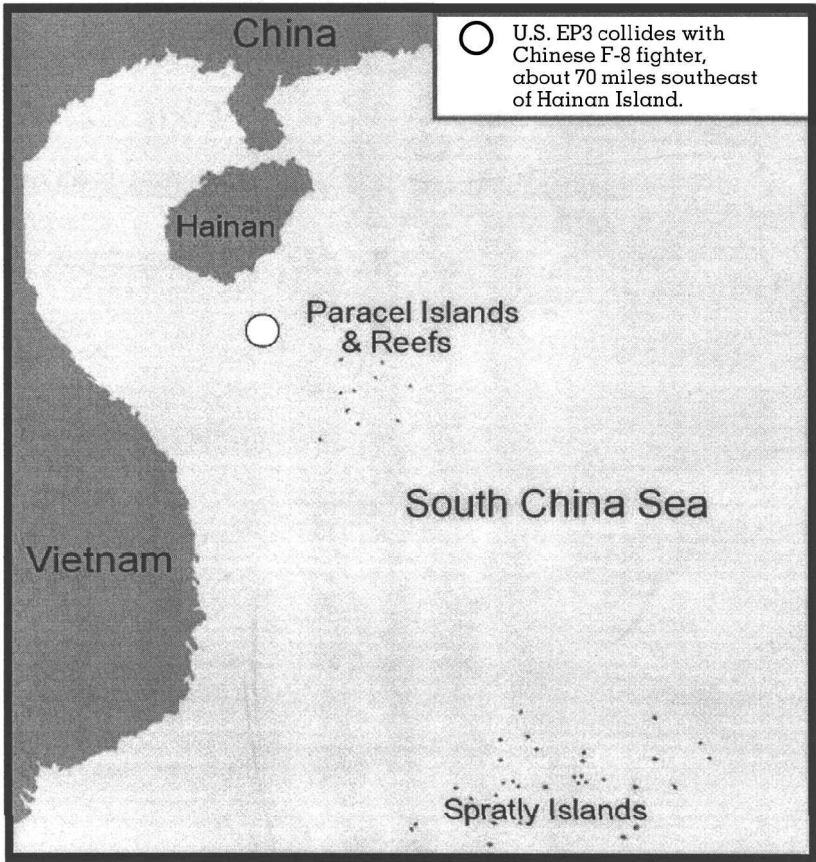 China
U.S. EP3 collides with
Chinese F-8 fighter,
about 70 miles southeast
of Hainan Island.
Hainan
Paracel Islands
& Reefs
South China Sea
Vietnam
Spratly Islands